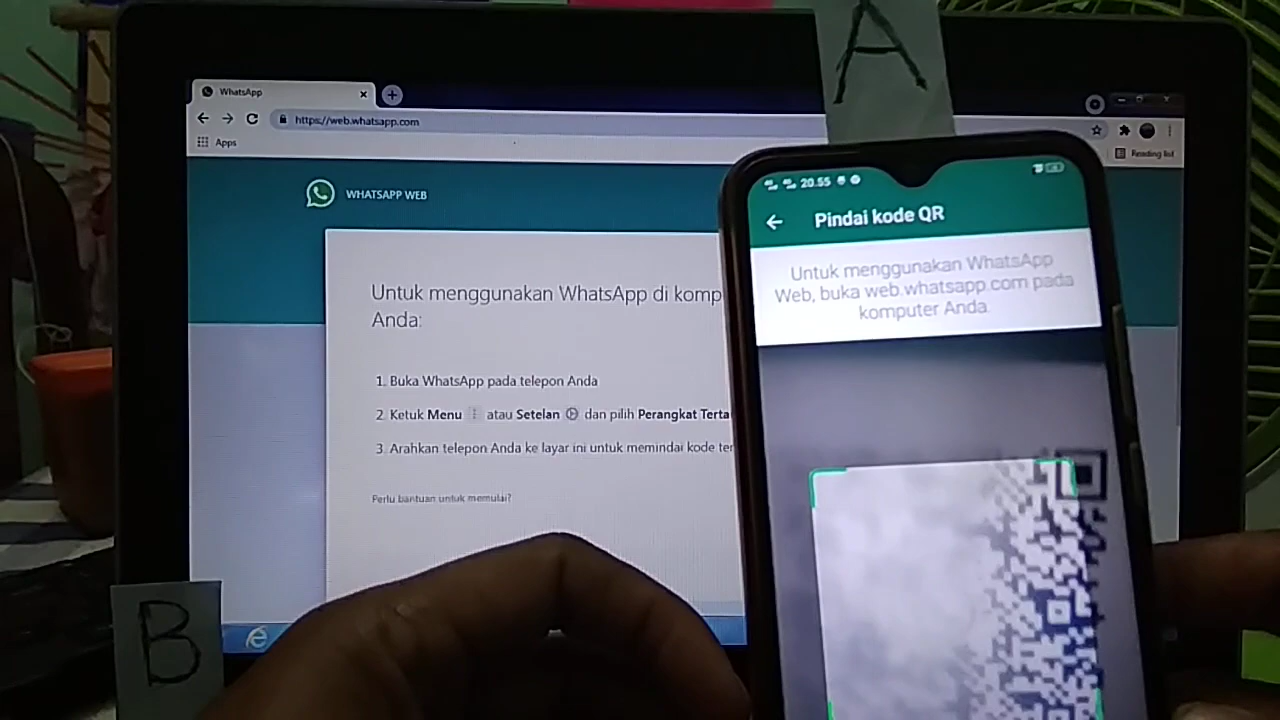 A
WhatsApp
https://web.whatsapp.com
Apps
Reading list
WHATSAPP WEB
Untuk menggunakan WhatsApp di komp
Anda:
1. Buka WhatsApp pada telepon Anda
2. Ketuk Menu atau Setelan dan pilih Perangkat Terta
3. Arahkan telepon Anda ke layar ini untuk memindai kode ter
Perlu bantuan untuk memulai?
20.55
Pindai kode QR
Untuk menggunakan WhatsApp
Web, buka web.whatsapp.com pada
komputer Anda
B